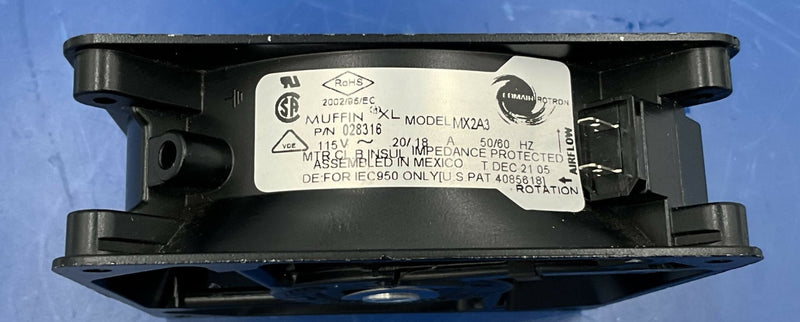 RoHS
2002/95/EC
MUFFIN ® XL MODEL MX2A3
P/N 028316
VDE
115V ~ 20/.18 A 50/60 HZ
MTR.CL.B INSUL IMPEDANCE PROTECTED
ASSEMBLED IN MEXICO T DEC 21 05
DE:FOR IEC950 ONLY[U.S.PAT 4085618)
COMAIR ROTRON
AIRFLOW
ROTATION